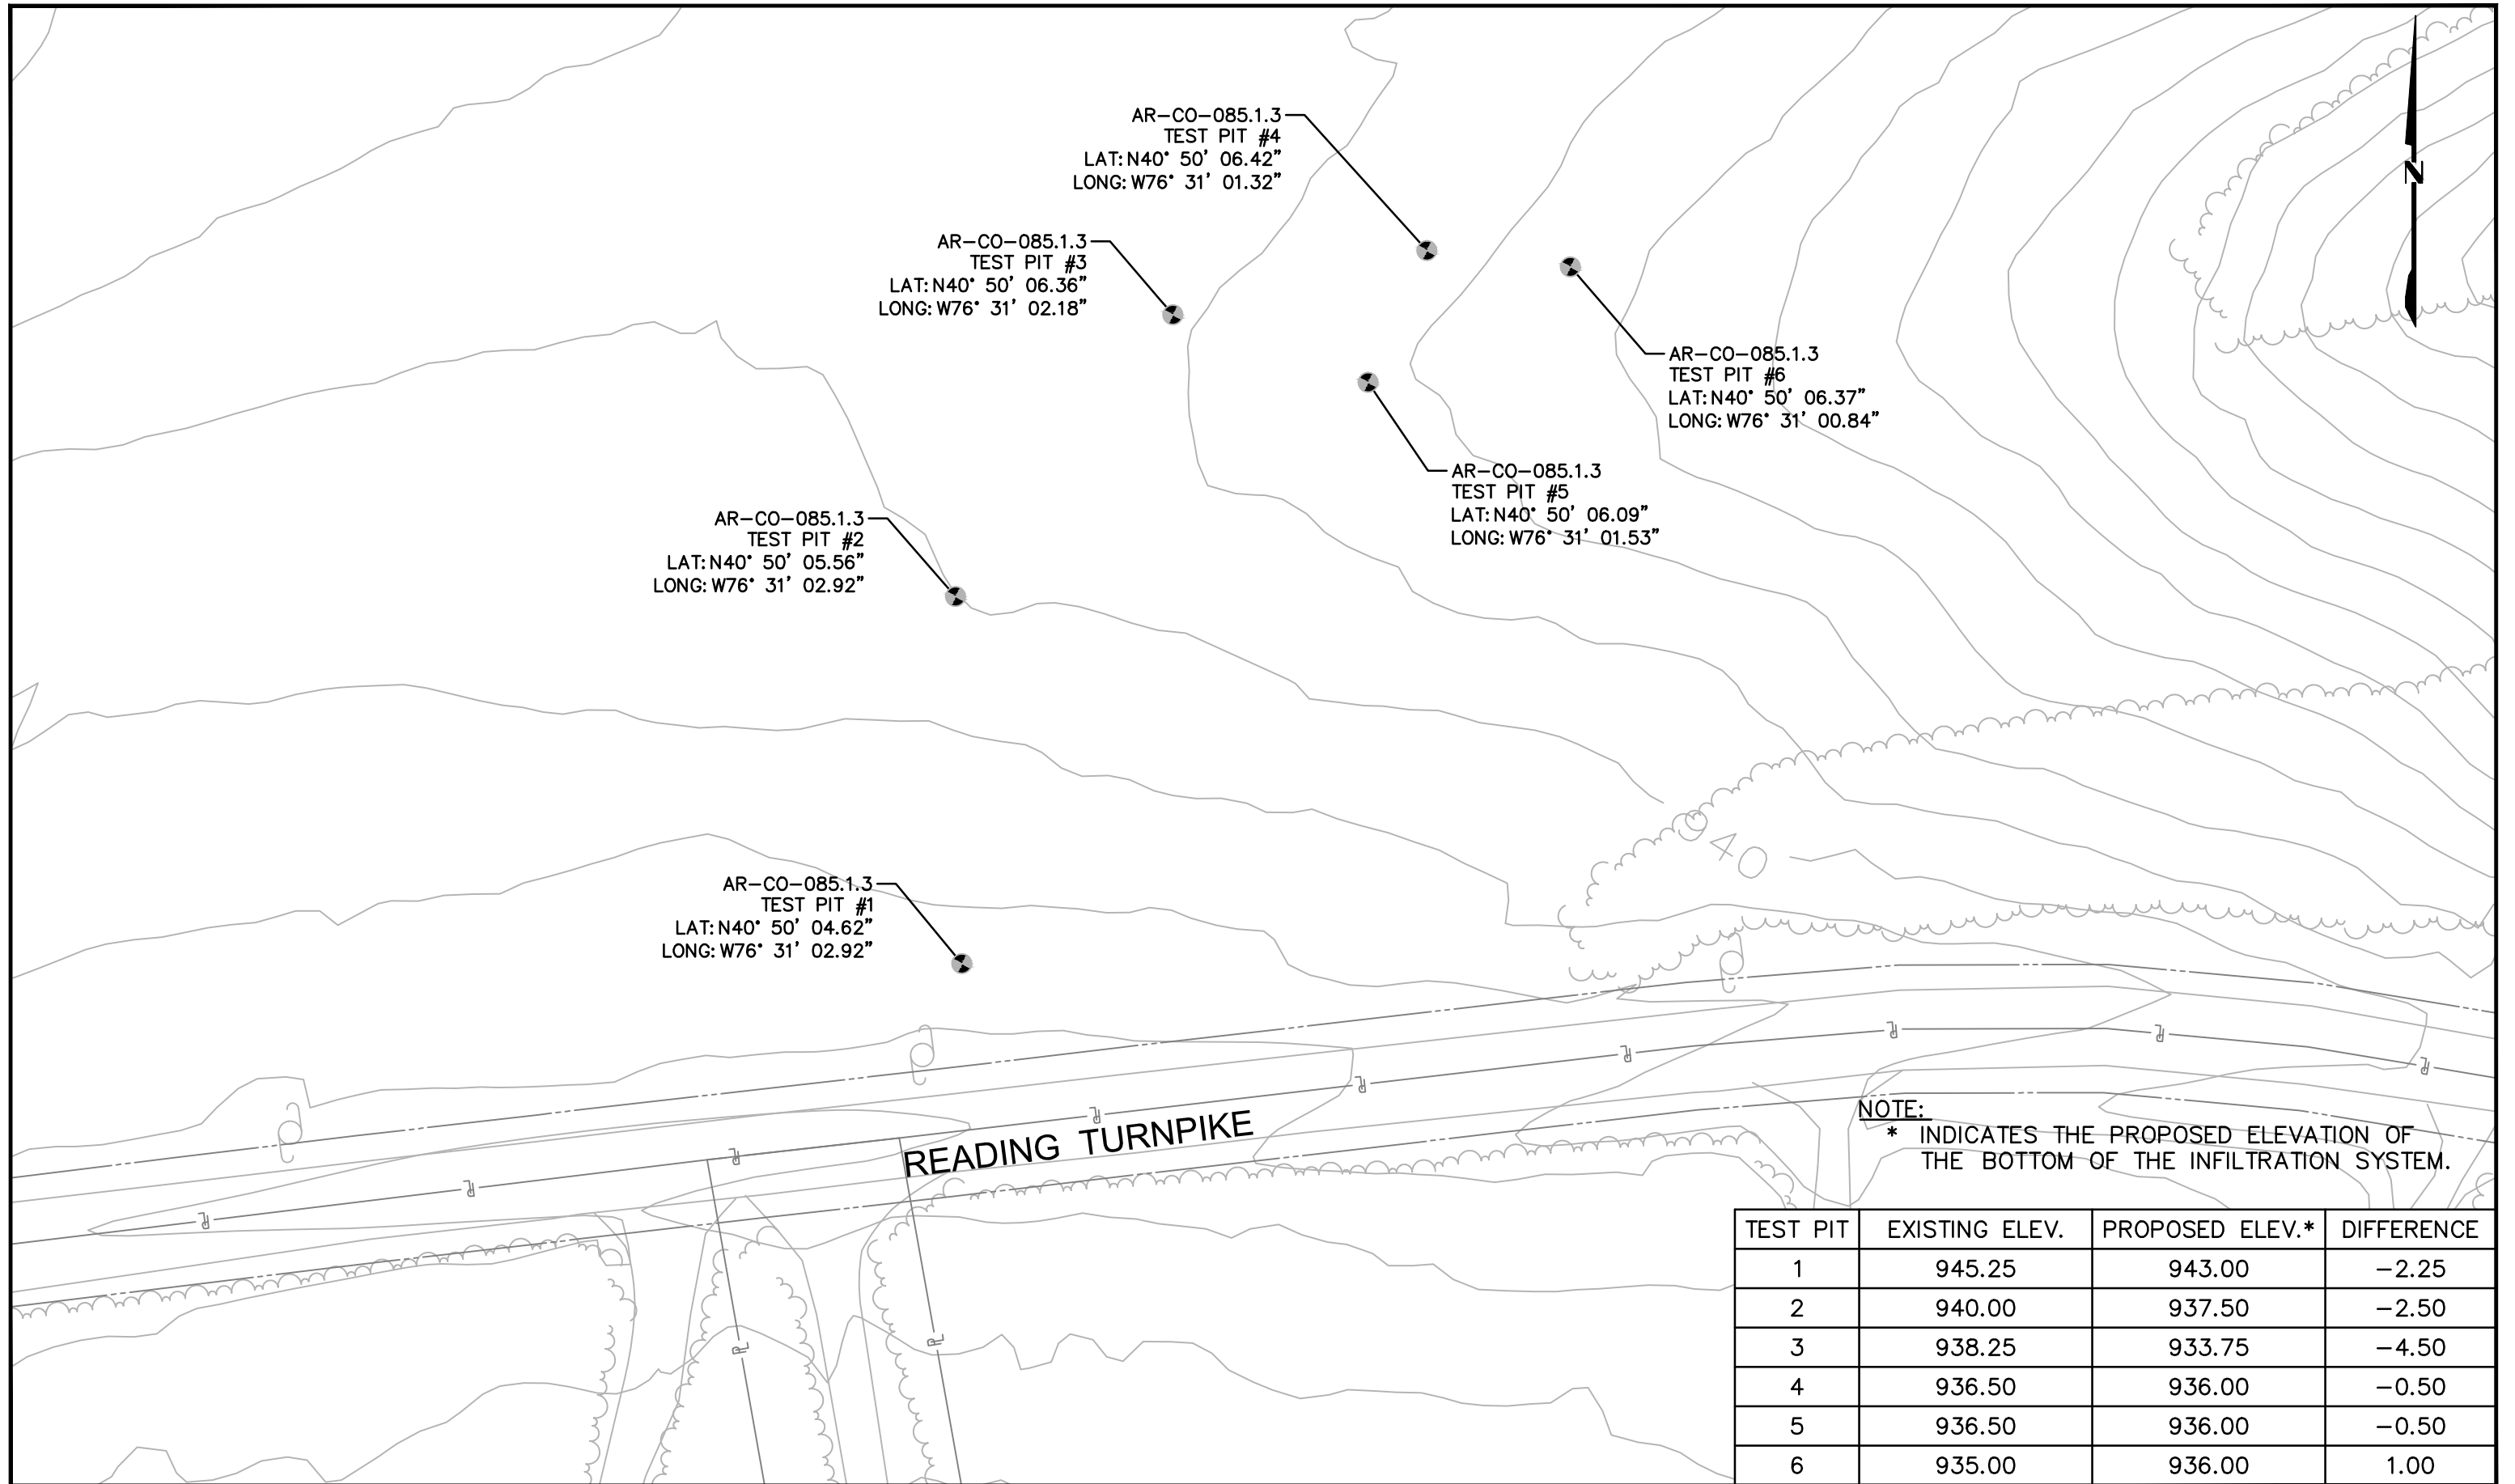 AR-CO-085.1.3
TEST PIT #4
LAT: N40° 50' 06.42"
LONG: W76° 31' 01.32"
N
AR-CO-085.1.3
TEST PIT #3
LAT: N40° 50' 06.36"
LONG: W76° 31' 02.18"
AR-CO-085.1.3
TEST PIT #6
LAT: N40° 50' 06.37"
LONG: W76° 31' 00.84"
AR-CO-085.1.3
TEST PIT #5
LAT: N40° 50' 06.09"
LONG: W76° 31' 01.53"
AR-CO-085.1.3
TEST PIT #2
LAT: N40° 50' 05.56"
LONG: W76° 31' 02.92"
940
AR-CO-085.1.3
TEST PIT #1
LAT: N40° 50' 04.62"
LONG: W76° 31' 02.92"
READING TURNPIKE
NOTE:
* INDICATES THE PROPOSED ELEVATION OF
THE BOTTOM OF THE INFILTRATION SYSTEM.
TEST PIT EXISTING ELEV. PROPOSED ELEV.* DIFFERENCE
1 945.25 943.00 -2.25
2 940.00 937.50 -2.50
3 938.25 933.75 -4.50
4 936.50 936.00 -0.50
5 936.50 936.00 -0.50
6 935.00 936.00 1.00